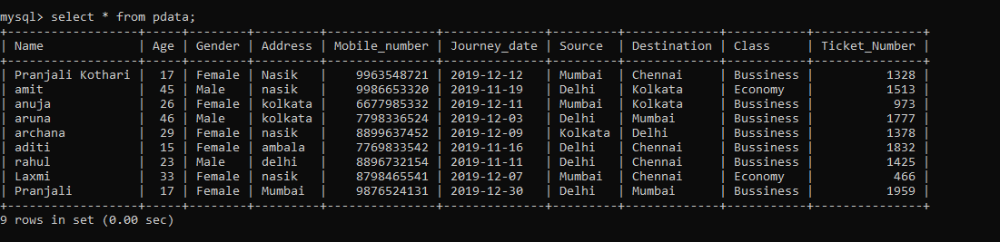 mysql> select * from pdata;
+------------------+-----+--------+---------+---------------+--------------+---------+-------------+-----------+---------------+
| Name             | Age | Gender | Address | Mobile_number | Journey_date | Source  | Destination | Class     | Ticket_Number |
+------------------+-----+--------+---------+---------------+--------------+---------+-------------+-----------+---------------+
| Pranjali Kothari |  17 | Female | Nasik   |    9963548721 | 2019-12-12   | Mumbai  | Chennai     | Bussiness |          1328 |
| amit             |  45 | Male   | nasik   |    9986653320 | 2019-11-19   | Delhi   | Kolkata     | Economy   |          1513 |
| anuja            |  26 | Female | kolkata |    6677985332 | 2019-12-11   | Mumbai  | Kolkata     | Bussiness |           973 |
| aruna            |  46 | Male   | kolkata |    7798336524 | 2019-12-03   | Delhi   | Mumbai      | Bussiness |          1777 |
| archana          |  29 | Female | nasik   |    8899637452 | 2019-12-09   | Kolkata | Delhi       | Bussiness |          1378 |
| aditi            |  15 | Female | ambala  |    7769833542 | 2019-11-16   | Delhi   | Chennai     | Bussiness |          1832 |
| rahul            |  23 | Male   | delhi   |    8896732154 | 2019-11-11   | Delhi   | Chennai     | Bussiness |          1425 |
| Laxmi            |  33 | Female | nasik   |    8798465541 | 2019-12-07   | Mumbai  | Chennai     | Economy   |           466 |
| Pranjali         |  17 | Female | Mumbai  |    9876524131 | 2019-12-30   | Delhi   | Mumbai      | Bussiness |          1959 |
+------------------+-----+--------+---------+---------------+--------------+---------+-------------+-----------+---------------+
9 rows in set (0.00 sec)